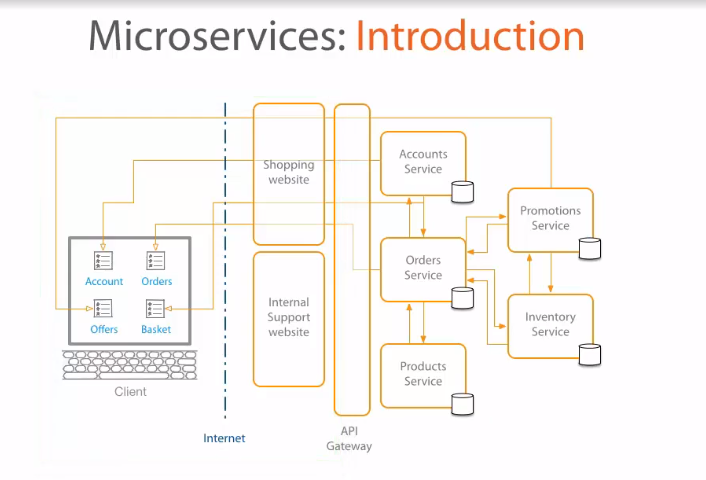 Microservices: Introduction
Shopping
website
Accounts
Service
Promotions
Service
Account
Orders
Orders
Service
Internal
Support
website
Inventory
Service
Offers
Basket
Products
Service
Client
Internet
API
Gateway